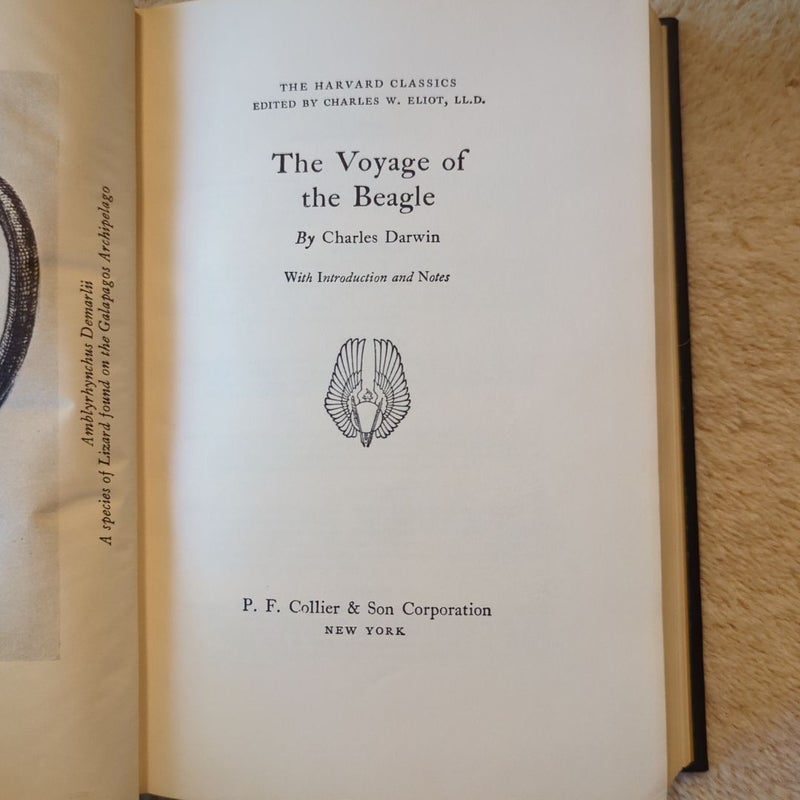 Amblyrhynchus Demarlii
A species of Lizard found on the Galapagos Archipelago
THE HARVARD CLASSICS
EDITED BY CHARLES W. ELIOT, LL.D.
The Voyage of
the Beagle
By Charles Darwin
With Introduction and Notes
P. F. Collier & Son Corporation
NEW YORK